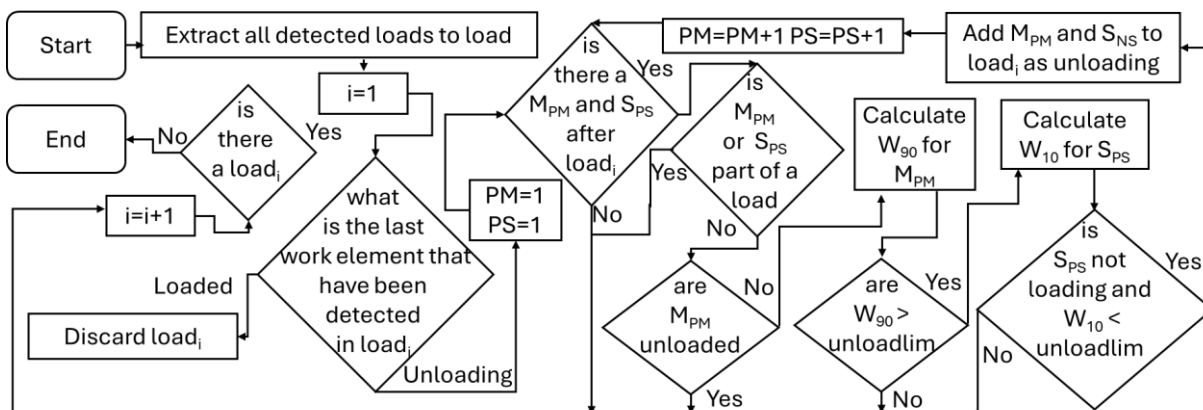 Start
Extract all detected loads to load
i=1
End
No
is
there
a load_i
Yes
i=i+1
what
is the last
work element that
have been
detected
in load_i
Loaded
Discard load_i
Unloading
PM=1
PS=1
is
there a
M_PM and S_PS
after
load_i
Yes
No
PM=PM+1 PS=PS+1
Add M_PM and S_NS to
load_i as unloading
is
M_PM
or S_PS
part of a
load
Yes
No
are
M_PM
unloaded
No
Yes
Calculate
W_90 for
M_PM
are
W_90 >
unloadlim
Yes
No
Calculate
W_10 for S_PS
is
S_PS not
loading and
W_10 <
unloadlim
Yes
No